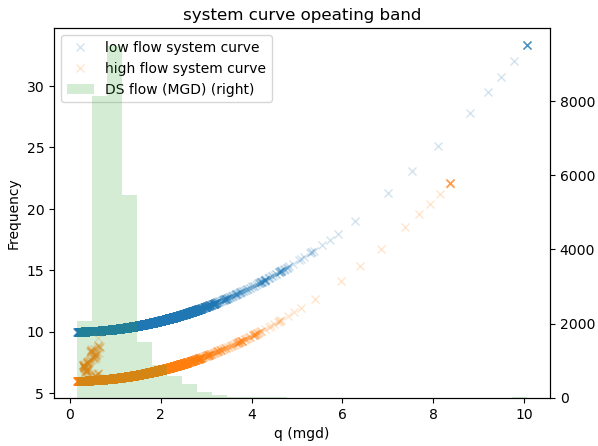 system curve opeating band
low flow system curve
high flow system curve
DS flow (MGD) (right)
Frequency
30
25
20
15
10
5
8000
6000
4000
2000
0
0 2 4 6 8 10
q (mgd)